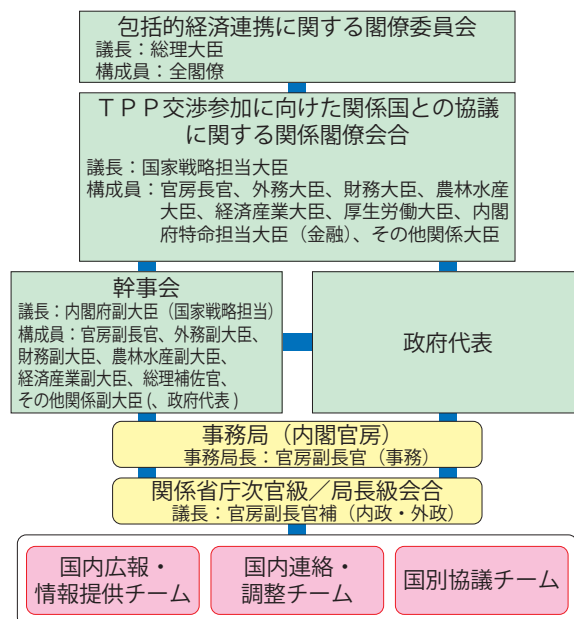 包括的経済連携に関する閣僚委員会
議長：総理大臣
構成員：全閣僚
ＴＰＰ交渉参加に向けた関係国との協議
に関する関係閣僚会合
議長：国家戦略担当大臣
構成員：官房長官、外務大臣、財務大臣、農林水産
大臣、経済産業大臣、厚生労働大臣、内閣
府特命担当大臣（金融）、その他関係大臣
幹事会
議長：内閣府副大臣（国家戦略担当）
構成員：官房副長官、外務副大臣、
財務副大臣、農林水産副大臣、
経済産業副大臣、総理補佐官、
その他関係副大臣(、政府代表)
政府代表
事務局（内閣官房）
事務局長：官房副長官（事務）
関係省庁次官級／局長級会合
議長：官房副長官補（内政・外政）
国内広報・
情報提供チーム
国内連絡・
調整チーム
国別協議チーム